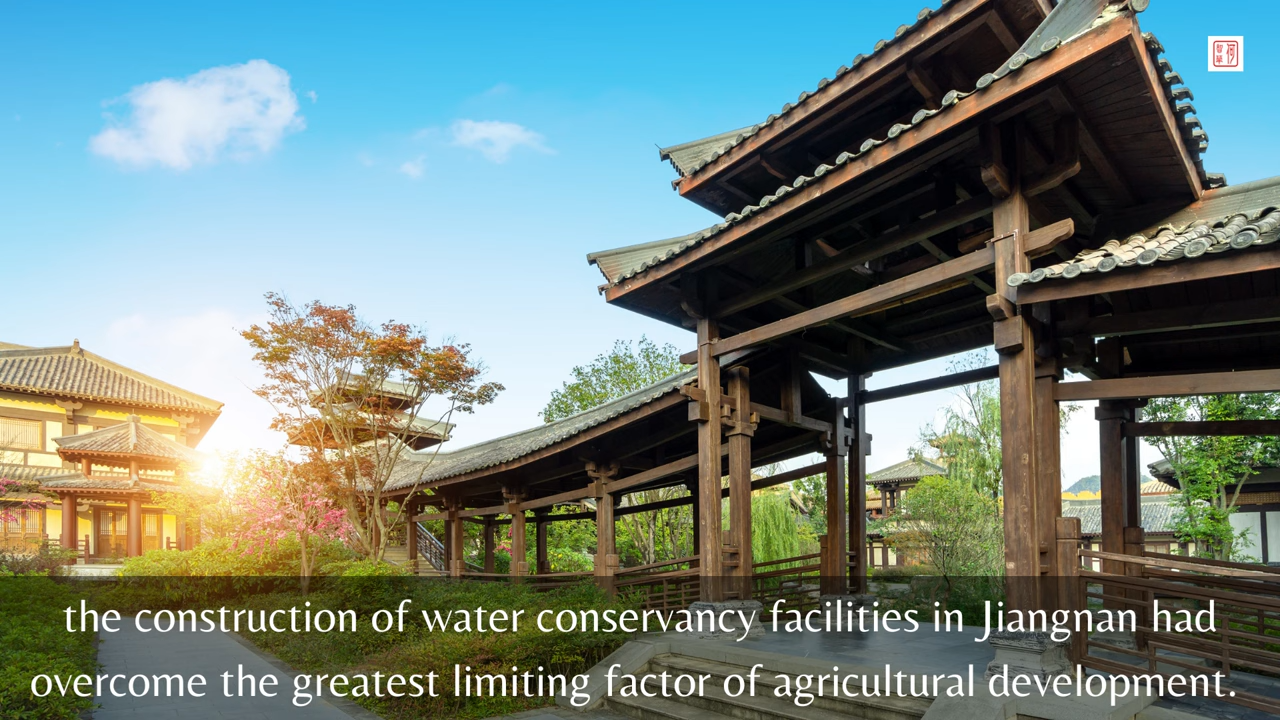 the construction of water conservancy facilities in Jiangnan had
overcome the greatest limiting factor of agricultural development.